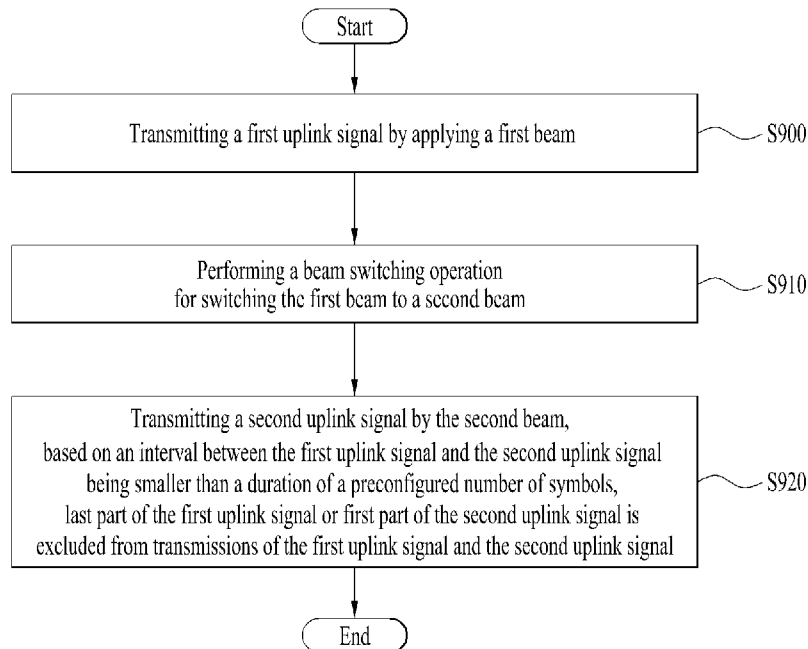 Start
Transmitting a first uplink signal by applying a first beam
S900
Performing a beam switching operation
for switching the first beam to a second beam
S910
Transmitting a second uplink signal by the second beam,
based on an interval between the first uplink signal and the second uplink signal
being smaller than a duration of a preconfigured number of symbols,
last part of the first uplink signal or first part of the second uplink signal is
excluded from transmissions of the first uplink signal and the second uplink signal
S920
End